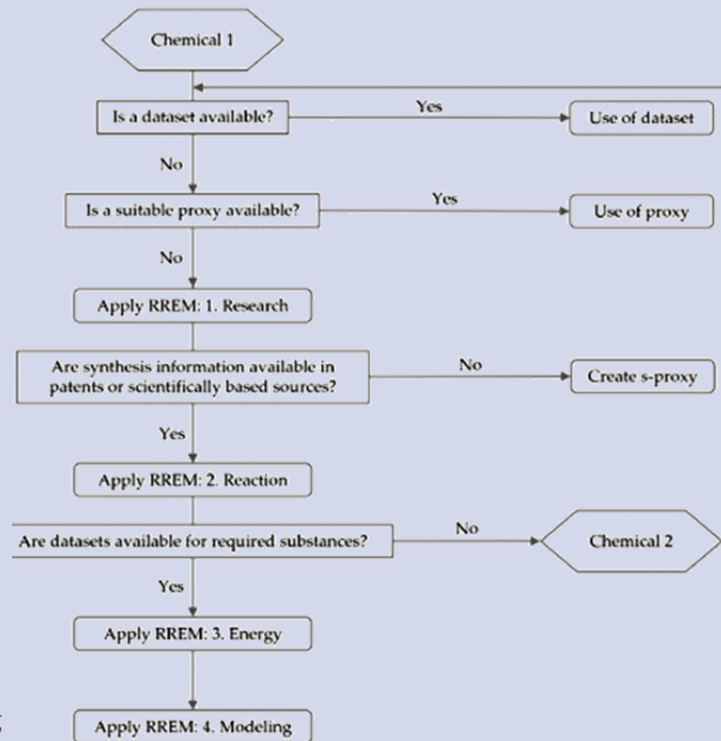 Chemical 1
Is a dataset available?
Yes
Use of dataset
No
Is a suitable proxy available?
Yes
Use of proxy
No
Apply RREM: 1. Research
Are synthesis information available in
patents or scientifically based sources?
No
Create s-proxy
Yes
Apply RREM: 2. Reaction
Are datasets available for required substances?
No
Chemical 2
Yes
Apply RREM: 3. Energy
Apply RREM: 4. Modeling